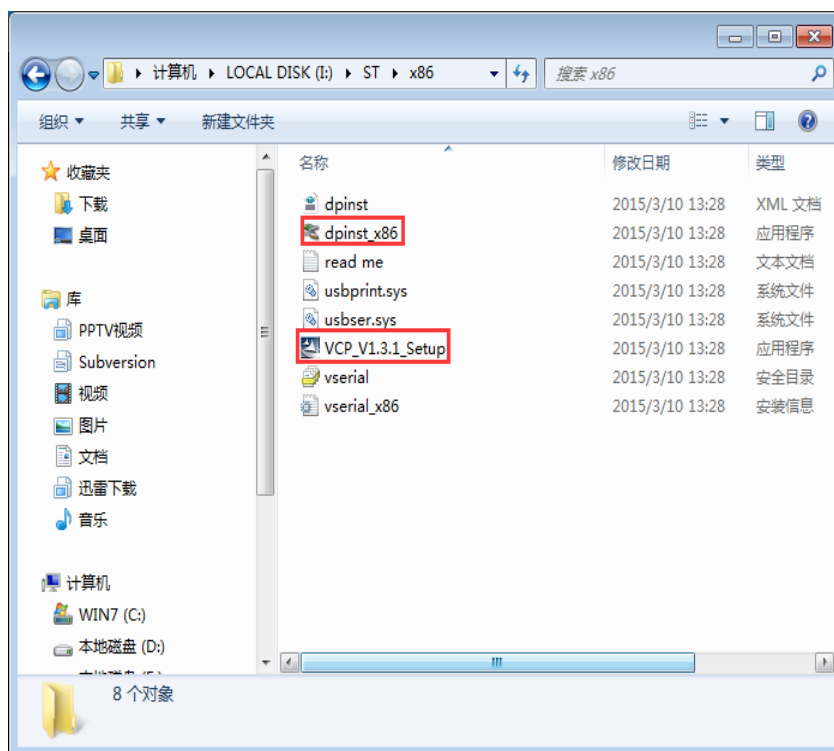 计算机 LOCAL DISK (I:) ST x86
搜索 x86
组织 共享 新建文件夹
收藏夹
下载
桌面
库
PPTV视频
Subversion
视频
图片
文档
迅雷下载
音乐
计算机
WIN7 (C:)
本地磁盘 (D:)
名称 修改日期 类型
dpinst 2015/3/10 13:28 XML 文档
dpinst_x86 2015/3/10 13:28 应用程序
read me 2015/3/10 13:28 文本文档
usbprint.sys 2015/3/10 13:28 系统文件
usbser.sys 2015/3/10 13:28 系统文件
VCP_V1.3.1_Setup 2015/3/10 13:28 应用程序
vserial 2015/3/10 13:28 安全目录
vserial_x86 2015/3/10 13:28 安装信息
8 个对象